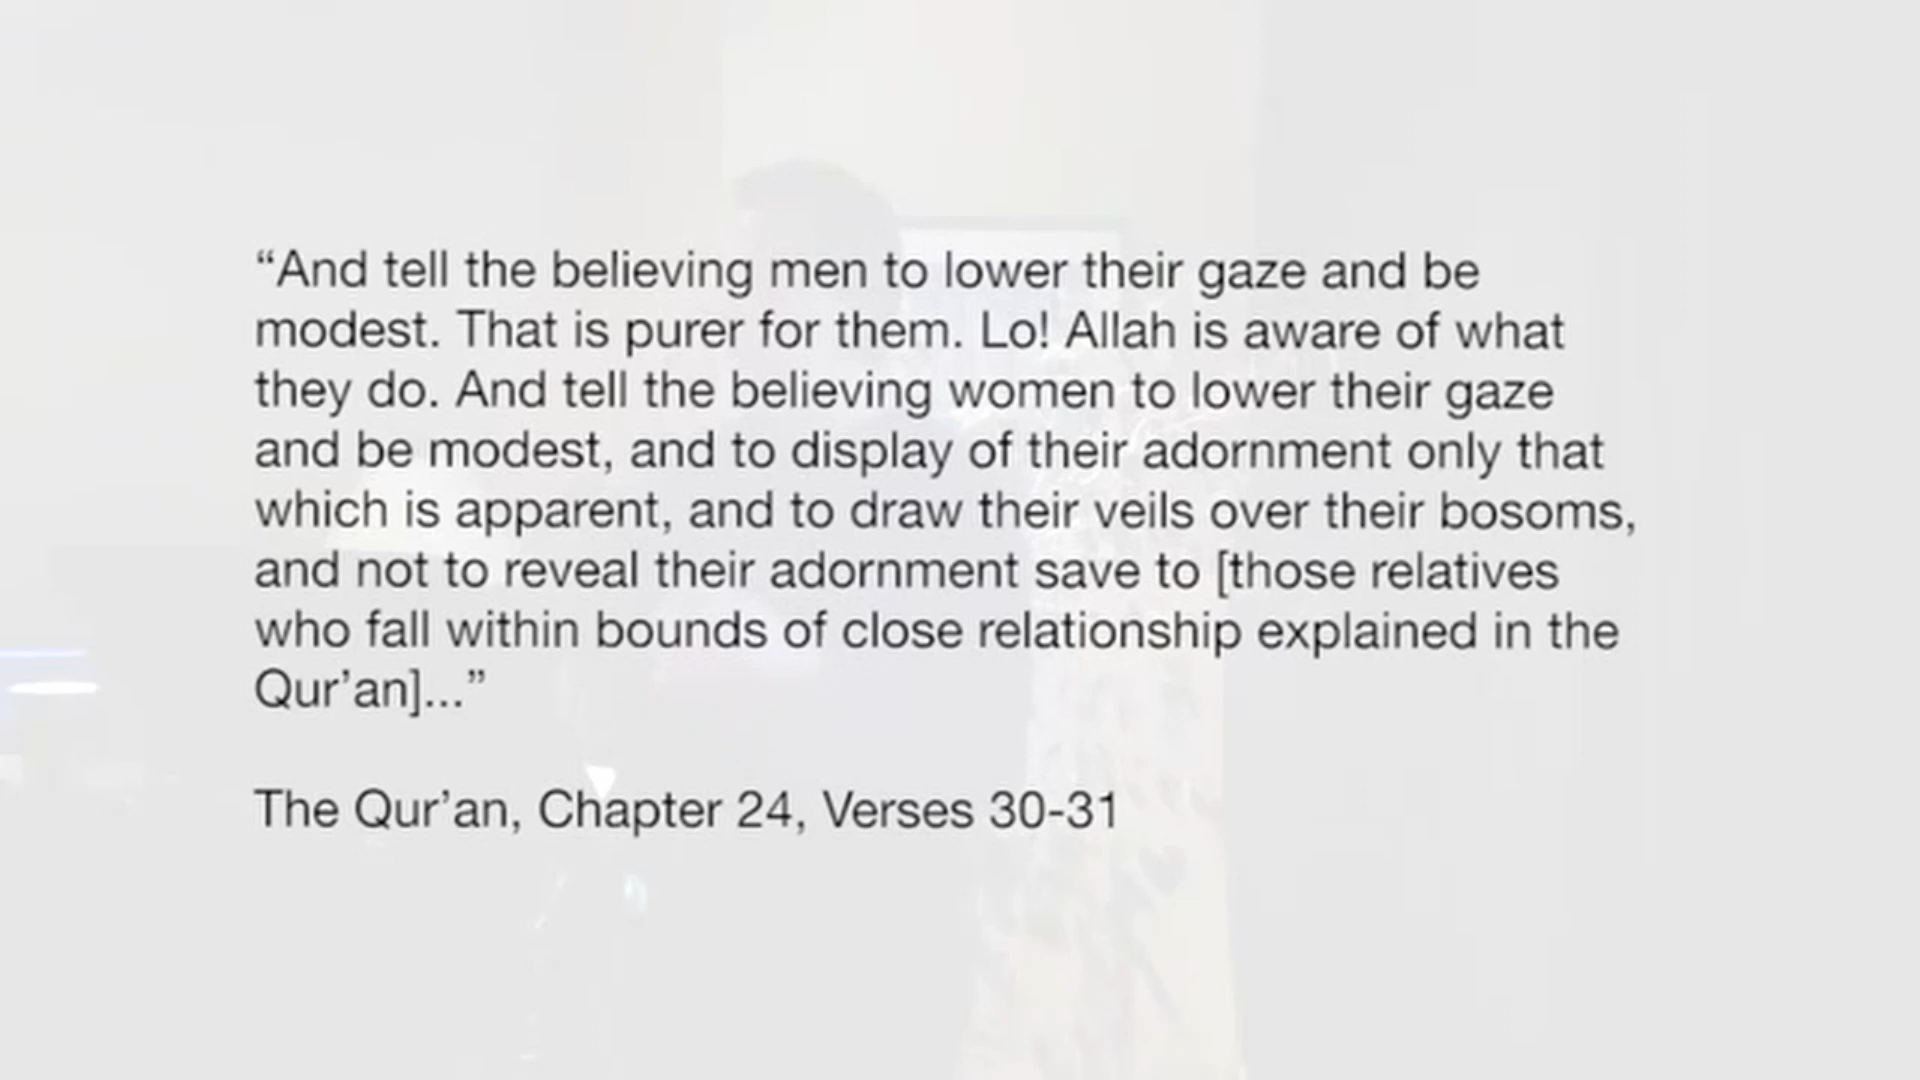 “And tell the believing men to lower their gaze and be
modest. That is purer for them. Lo! Allah is aware of what
they do. And tell the believing women to lower their gaze
and be modest, and to display of their adornment only that
which is apparent, and to draw their veils over their bosoms,
and not to reveal their adornment save to [those relatives
who fall within bounds of close relationship explained in the
Qur’an]...”
The Qur’an, Chapter 24, Verses 30-31